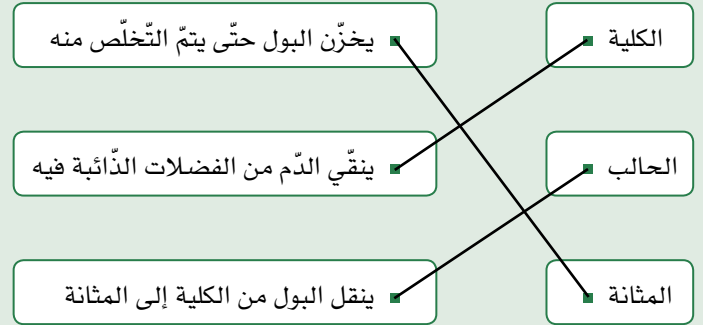 الكلية
يخزّن البول حتّى يتمّ التّخلّص منه
الحالب
ينقّي الدّم من الفضلات الذّائبة فيه
المثانة
ينقل البول من الكلية إلى المثانة